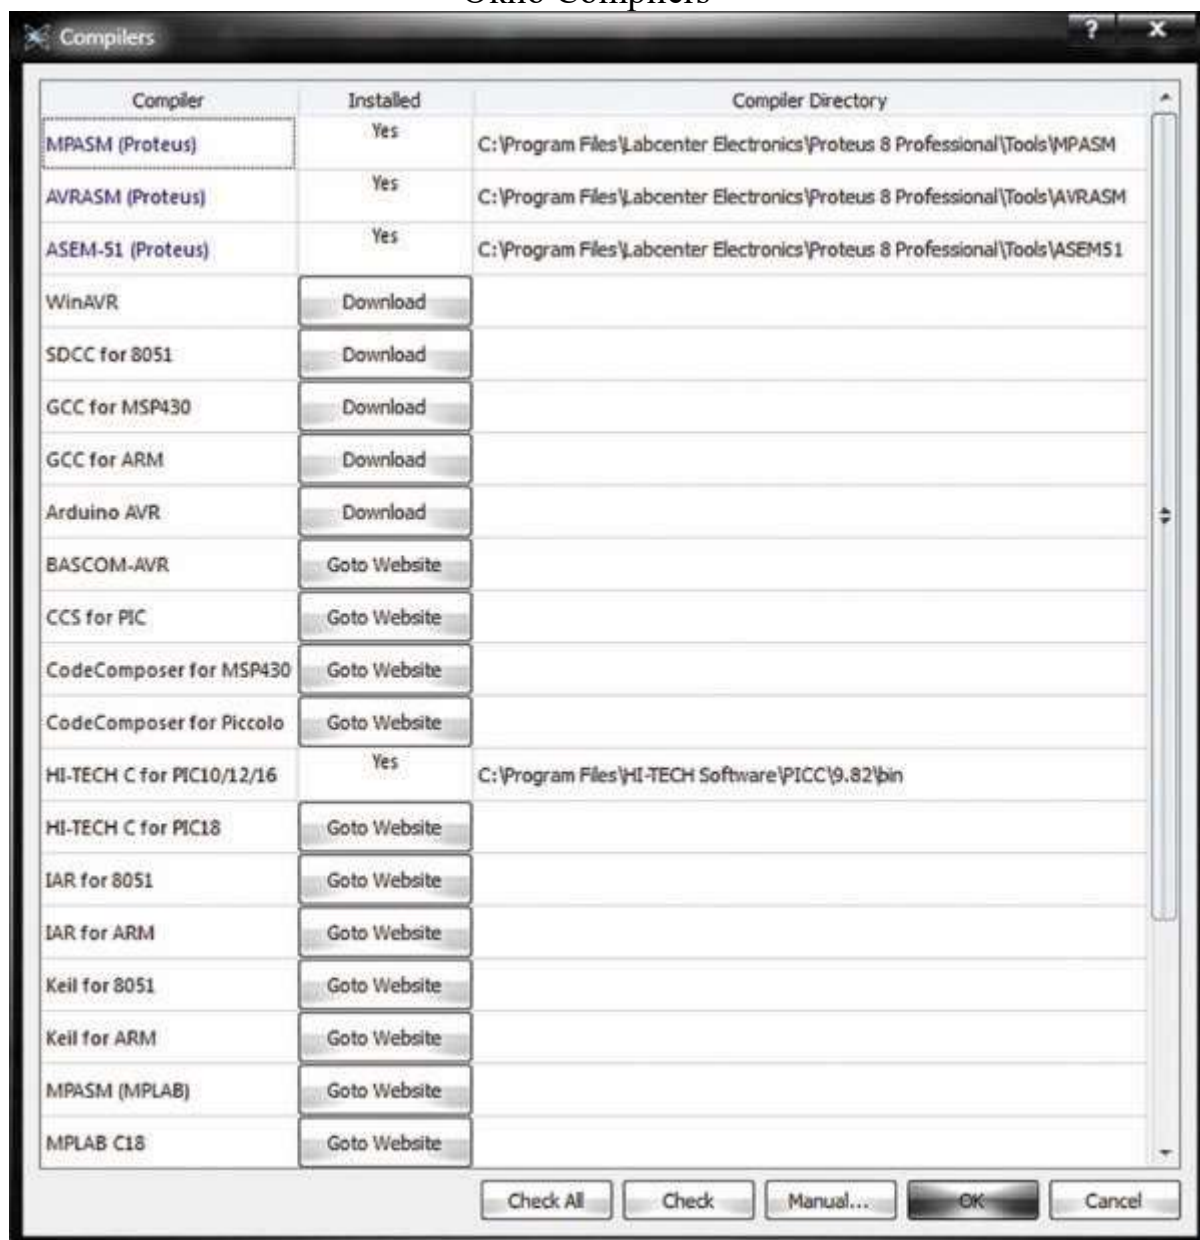 Окно Compilers
Compilers
? x
Compiler Installed Compiler Directory
MPASM (Proteus) Yes C:\Program Files\Labcenter Electronics\Proteus 8 Professional\Tools\MPASM
AVRASM (Proteus) Yes C:\Program Files\Labcenter Electronics\Proteus 8 Professional\Tools\AVRASM
ASEM-51 (Proteus) Yes C:\Program Files\Labcenter Electronics\Proteus 8 Professional\Tools\ASEM51
WinAVR Download
SDCC for 8051 Download
GCC for MSP430 Download
GCC for ARM Download
Arduino AVR Download
BASCOM-AVR Goto Website
CCS for PIC Goto Website
CodeComposer for MSP430 Goto Website
CodeComposer for Piccolo Goto Website
HI-TECH C for PIC10/12/16 Yes C:\Program Files\HI-TECH Software\PICC\9.82\bin
HI-TECH C for PIC18 Goto Website
IAR for 8051 Goto Website
IAR for ARM Goto Website
Keil for 8051 Goto Website
Keil for ARM Goto Website
MPASM (MPLAB) Goto Website
MPLAB C18 Goto Website
Check All Check Manual... OK Cancel